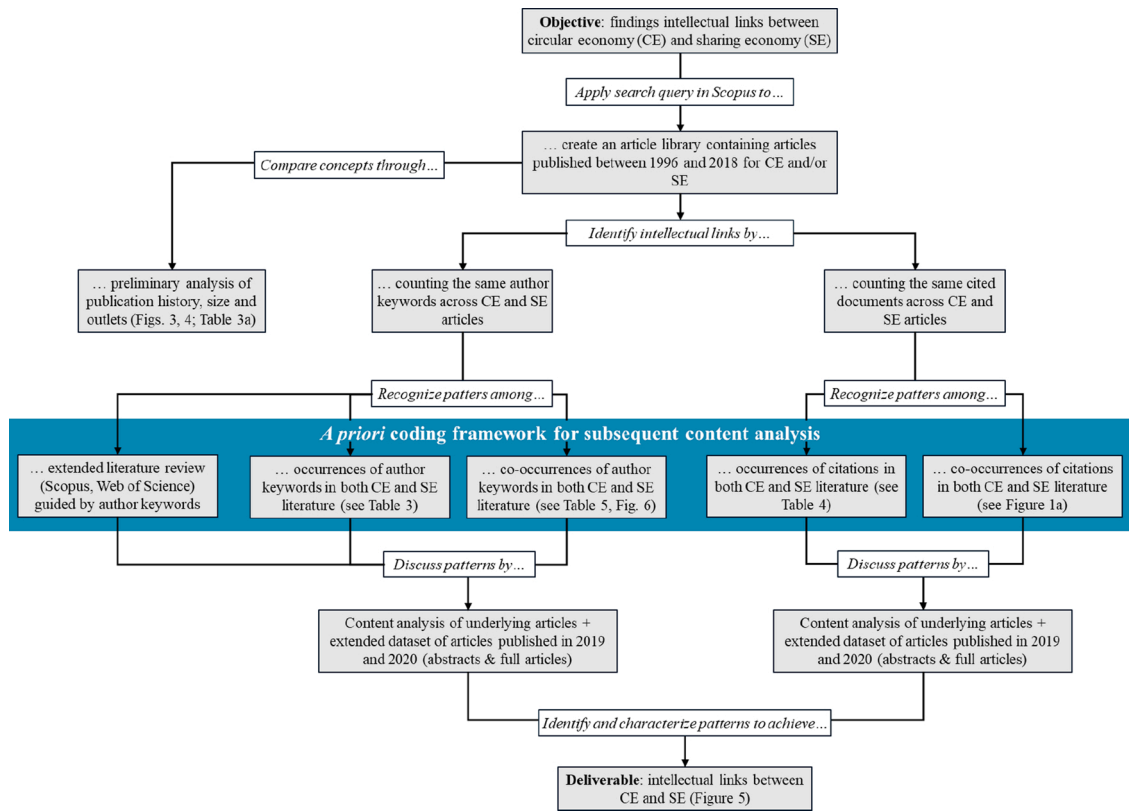 Objective: findings intellectual links between
circular economy (CE) and sharing economy (SE)
Apply search query in Scopus to…
… create an article library containing articles
published between 1996 and 2018 for CE and/or
SE
Compare concepts through…
Identify intellectual links by…
… preliminary analysis of
publication history, size and
outlets (Figs. 3, 4; Table 3a)
… counting the same author
keywords across CE and SE
articles
… counting the same cited
documents across CE and
SE articles
Recognize patters among…
Recognize patters among…
A priori coding framework for subsequent content analysis
… extended literature review
(Scopus, Web of Science)
guided by author keywords
… occurrences of author
keywords in both CE and SE
literature (see Table 3)
… co-occurrences of author
keywords in both CE and SE
literature (see Table 5, Fig. 6)
… occurrences of citations in
both CE and SE literature (see
Table 4)
… co-occurrences of citations
in both CE and SE literature
(see Figure 1a)
Discuss patterns by…
Discuss patterns by…
Content analysis of underlying articles +
extended dataset of articles published in 2019
and 2020 (abstracts & full articles)
Content analysis of underlying articles +
extended dataset of articles published in 2019
and 2020 (abstracts & full articles)
Identify and characterize patterns to achieve…
Deliverable: intellectual links between
CE and SE (Figure 5)